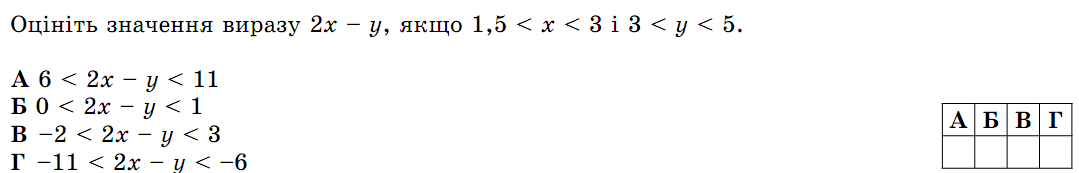 Оцініть значення виразу 2x − y, якщо 1,5 < x < 3 і 3 < y < 5.
А 6 < 2x − y < 11
Б 0 < 2x − y < 1
В −2 < 2x − y < 3
Г −11 < 2x − y < −6
А Б В Г